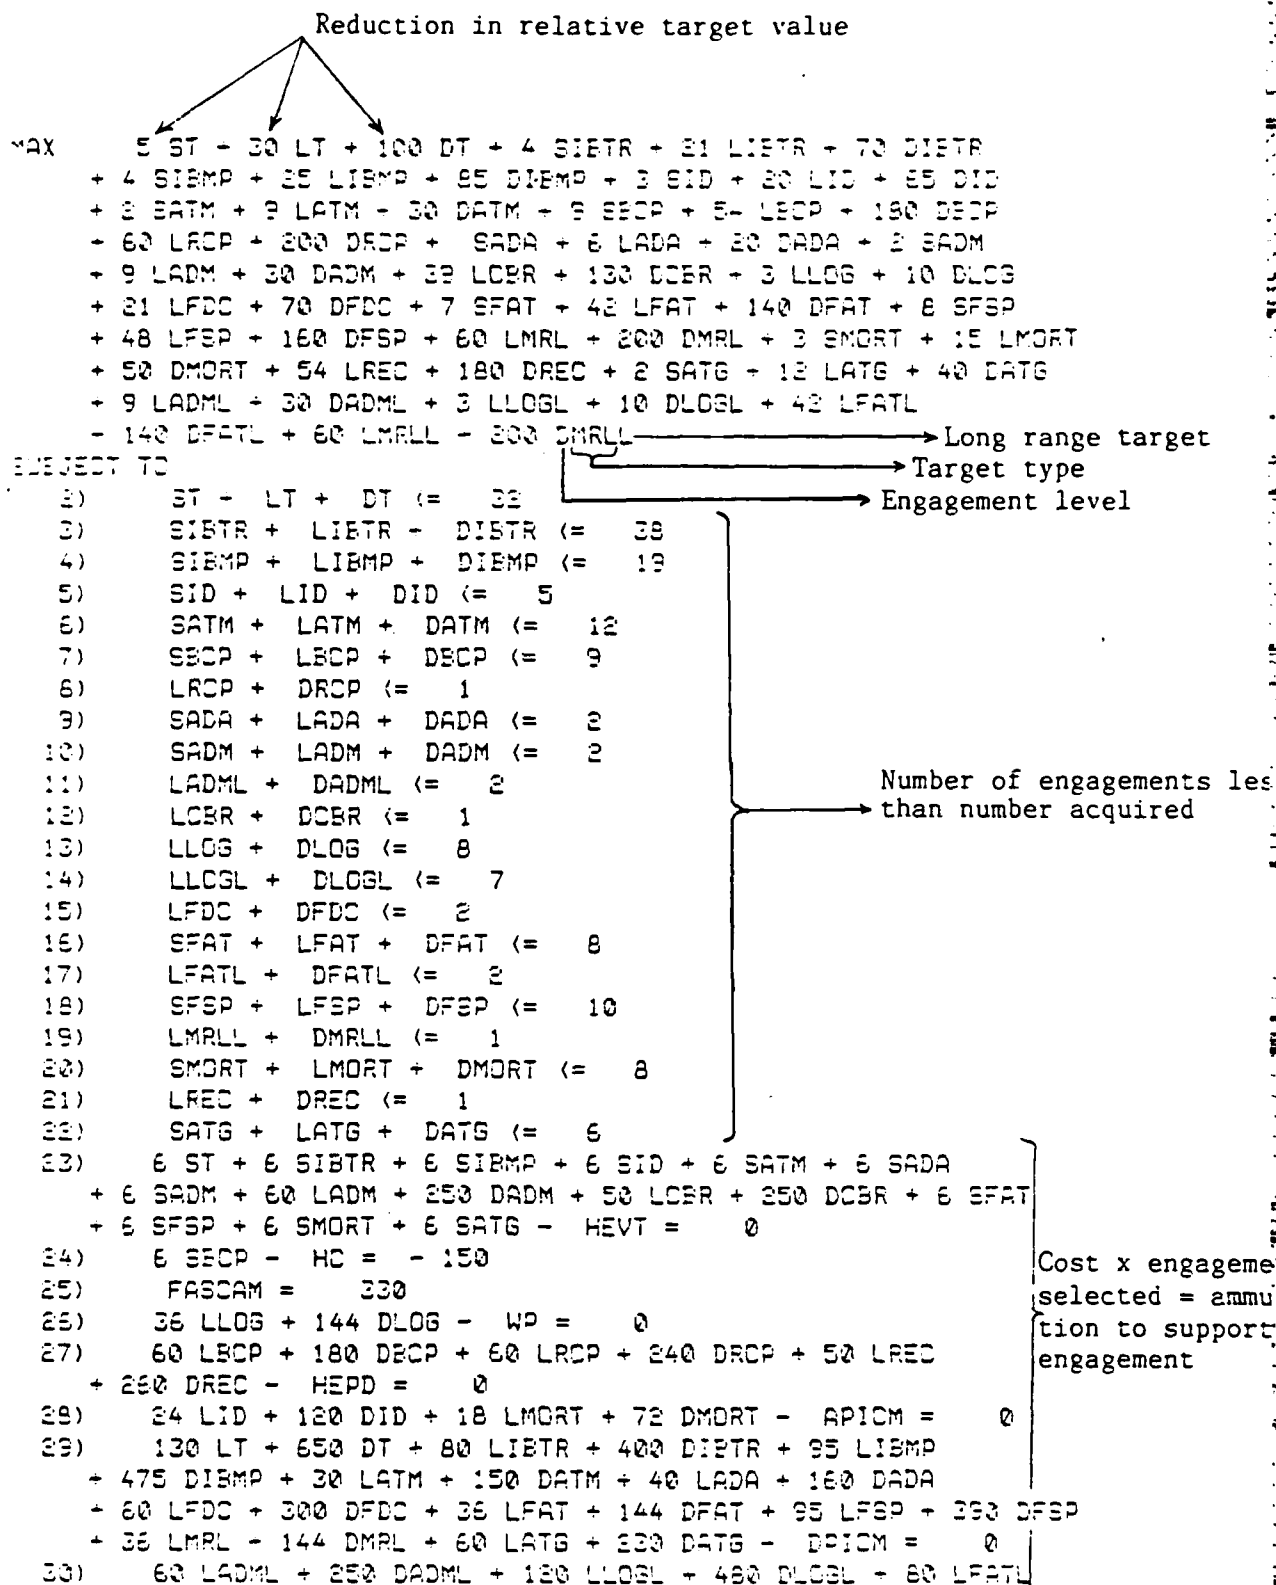 Reduction in relative target value
MAX 5 ST + 30 LT + 100 DT + 4 SIBTR + 21 LIBTR + 70 DIBTR
+ 4 SIBMP + 25 LIBMP + 85 DIBMP + 3 SID + 20 LID + 65 DID
+ 2 SATM + 9 LATM + 30 DATM + 9 SBCP + 54 LBCP + 180 DBCP
+ 60 LRCP + 200 DRCP + SADA + 6 LADA + 20 DADA + 2 SADM
+ 9 LADM + 30 DADM + 39 LCBR + 130 DCBR + 3 LLOG + 10 DLOG
+ 21 LFDC + 70 DFDC + 7 SFAT + 42 LFAT + 140 DFAT + 8 SFSP
+ 48 LFSP + 160 DFSP + 60 LMRL + 200 DMRL + 3 SMORT + 15 LMORT
+ 50 DMORT + 54 LREC + 180 DREC + 2 SATG + 12 LATG + 40 DATG
+ 9 LADML + 30 DADML + 3 LLOGL + 10 DLOGL + 42 LFATL
+ 140 DFATL + 60 LMRLL + 200 DMRLL
Long range target
Target type
SUBJECT TO
Engagement level
2) ST + LT + DT <=
3) SIBTR + LIBTR + DIBTR <= 38
4) SIBMP + LIBMP + DIBMP <= 19
5) SID + LID + DID <= 5
6) SATM + LATM + DATM <= 12
7) SBCP + LBCP + DBCP <= 9
8) LRCP + DRCP <= 1
9) SADA + LADA + DADA <= 2
10) SADM + LADM + DADM <= 2
11) LADML + DADML <= 2
12) LCBR + DCBR <= 1
13) LLOG + DLOG <= 8
14) LLOGL + DLOGL <= 7
15) LFDC + DFDC <= 2
16) SFAT + LFAT + DFAT <= 8
17) LFATL + DFATL <= 2
18) SFSP + LFSP + DFSP <= 10
19) LMRLL + DMRLL <= 1
20) SMORT + LMORT + DMORT <= 8
21) LREC + DREC <= 1
22) SATG + LATG + DATG <= 6
Number of engagements les
than number acquired
23) 6 ST + 6 SIBTR + 6 SIBMP + 6 SID + 6 SATM + 6 SADA
+ 6 SADM + 60 LADM + 250 DADM + 50 LCBR + 250 DCBR + 6 SFAT
+ 6 SFSP + 6 SMORT + 6 SATG - HEVT = 0
24) 6 SBCP - HC = - 150
25) FASCAM = 330
26) 36 LLOG + 144 DLOG - WP = 0
27) 60 LBCP + 180 DBCP + 60 LRCP + 240 DRCP + 50 LREC
+ DREC - HEPD = 0
28) 24 LID + 120 DID + 18 LMORT + 72 DMORT - APICM = 0
29) 130 LT + 650 DT + 80 LIBTR + 400 DIBTR + 95 LIBMP
+ 475 DIBMP + 30 LATM + 150 DATM + 40 LADA + 160 DADA
+ 60 LFDC + 300 DFDC + 36 LFAT + 144 DFAT + 95 LFSP + 390 DFSP
+ 36 LMRL + 144 DMRL + 60 LATG + DATG - DPICM = 0
30) 60 LADML + 250 DADML + 120 LLOGL + 480 DLOGL + 80 LFATL
Cost x engageme
selected = ammu
tion to support
engagement